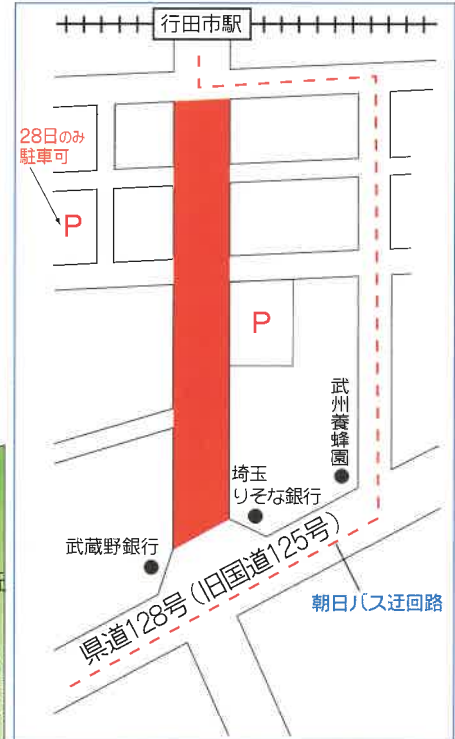 行田市駅
28日のみ
駐車可
P
P
武州養蜂園
埼玉
りそな銀行
武蔵野銀行
県道128号(旧国道125号)
朝日バス迂回路